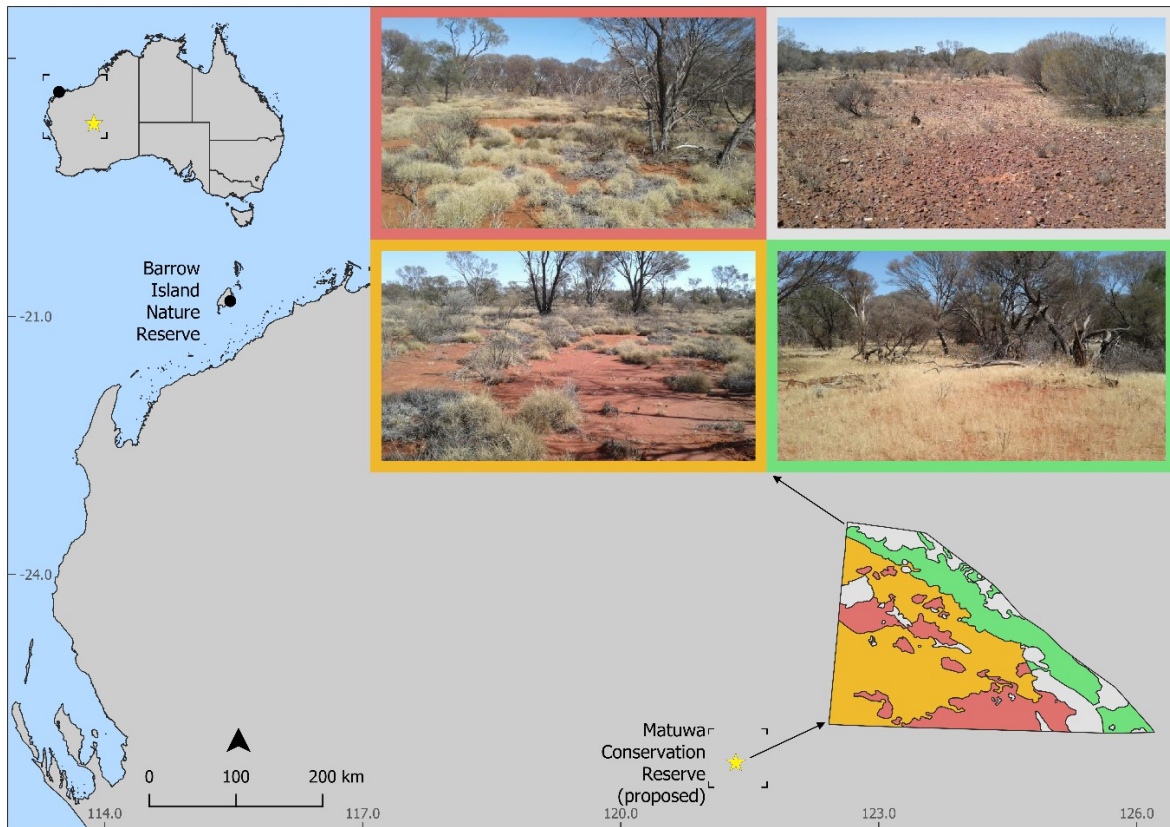 Barrow
Island
Nature
Reserve
-21.0
-24.0
Matuwa
Conservation
Reserve
(proposed)
0 100 200 km
114.0 117.0 120.0 123.0 126.0